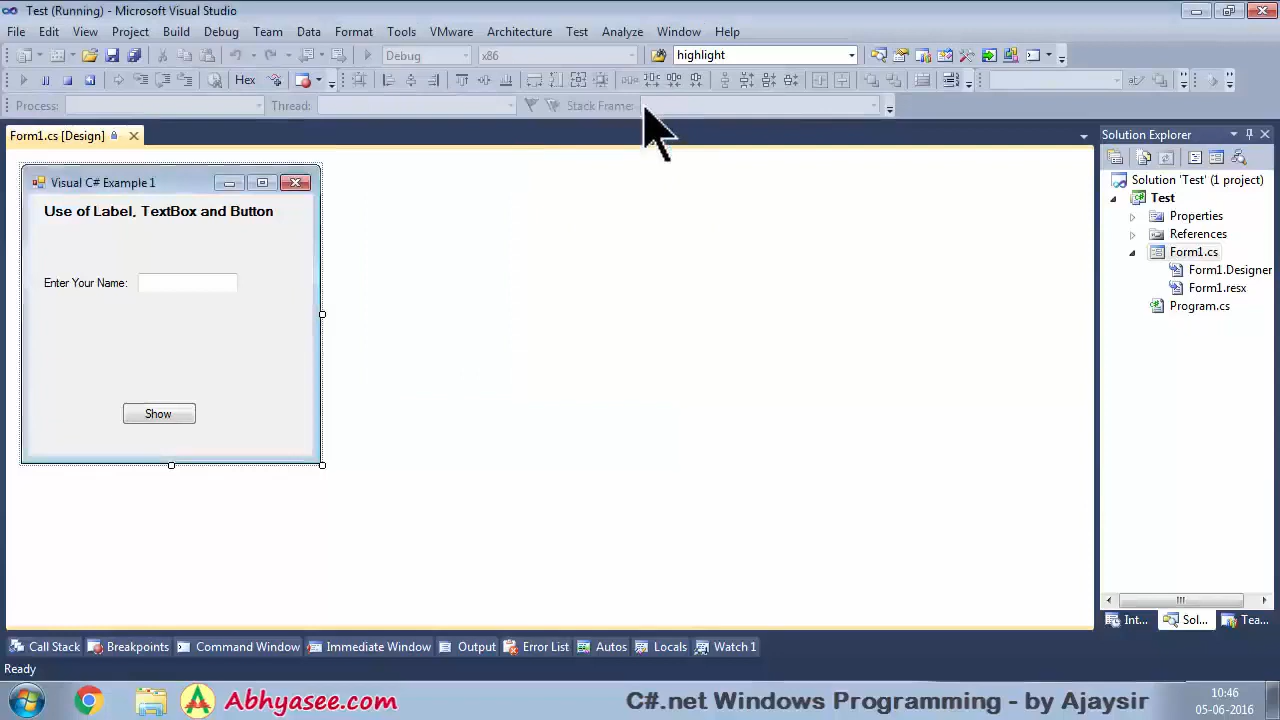 Test (Running) - Microsoft Visual Studio
File Edit View Project Build Debug Team Data Format Tools VMware Architecture Test Analyze Window Help
Debug x86 highlight
Hex
Process: Thread: Stack Frame:
Form1.cs [Design]
Solution Explorer
Visual C# Example 1
Use of Label, TextBox and Button
Enter Your Name:
Show
Solution 'Test' (1 project)
Test
Properties
References
Form1.cs
Form1.Designer
Form1.resx
Program.cs
Int... Sol... Tea...
Call Stack Breakpoints Command Window Immediate Window Output Error List Autos Locals Watch 1
Ready
Abhyasee.com
C#.net Windows Programming - by Ajaysir
10:46
05-06-2016